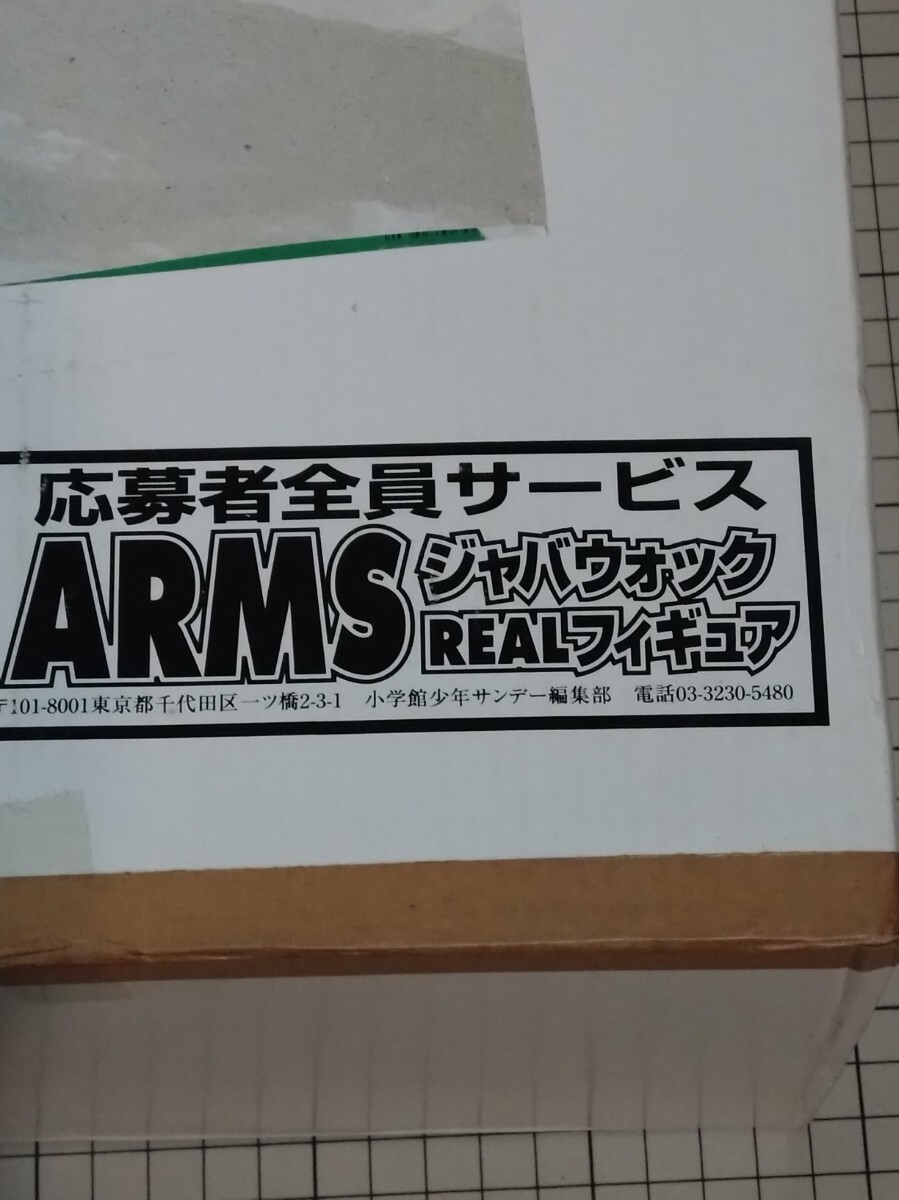 応募者全員サービス
ARMS ジャバウォック
REALフィギュア
〒101-8001東京都千代田区一ツ橋2-3-1 小学館少年サンデー編集部 電話03-3230-5480